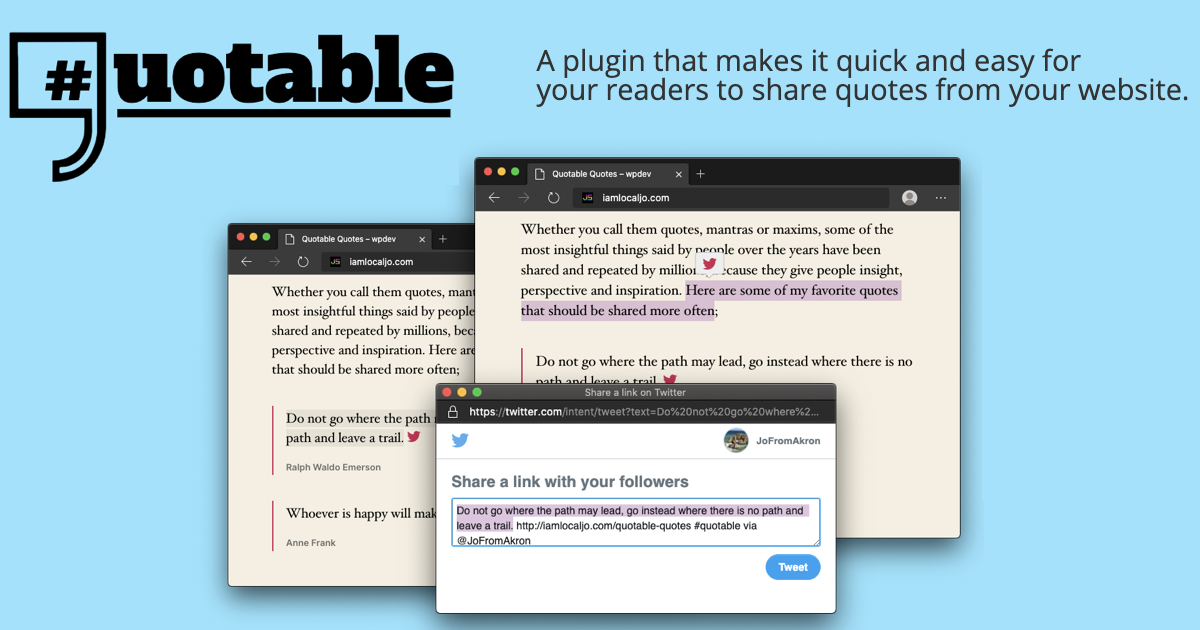 #uotable
A plugin that makes it quick and easy for
your readers to share quotes from your website.
Quotable Quotes – wpdev
JS iamlocaljo.com
Whether you call them quotes, mantras or maxims, some of the
most insightful things said by people over the years have been
shared and repeated by million because they give people insight,
perspective and inspiration. Here are some of my favorite quotes
that should be shared more often;
Do not go where the path may lead, go instead where there is no
path and leave a trail.
Quotable Quotes – wpdev
JS iamlocaljo.com
Whether you call them quotes, mant
most insightful things said by people
shared and repeated by millions, bec
perspective and inspiration. Here are
that should be shared more often;
Do not go where the path
path and leave a trail.
Ralph Waldo Emerson
Whoever is happy will mak
Anne Frank
Share a link on Twitter
https://twitter.com/intent/tweet?text=Do%20not%20go%20where%2...
JoFromAkron
Share a link with your followers
Do not go where the path may lead, go instead where there is no path and
leave a trail. http://iamlocaljo.com/quotable-quotes #quotable via
@JoFromAkron
Tweet